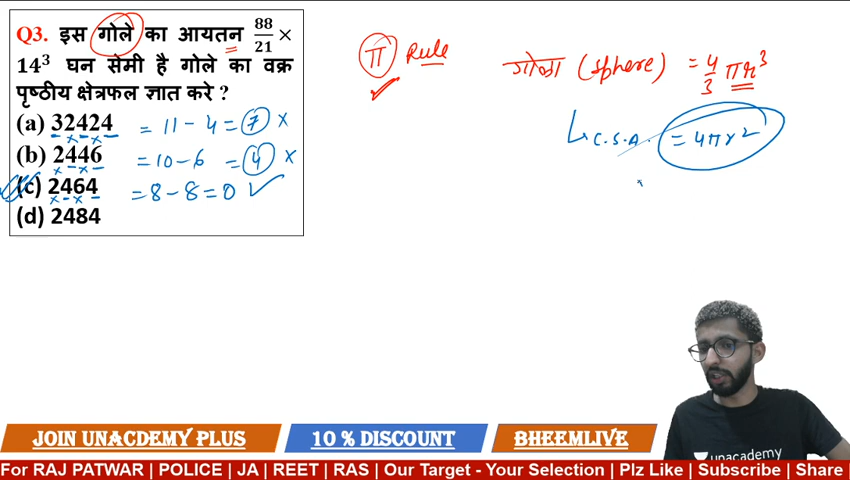 Q3. इस गोले का आयतन 88/21 ×
14³ घन सेमी है गोले का वक्र
पृष्ठीय क्षेत्रफल ज्ञात करे ?
(a) 32424 = 11 - 4 = 7 ×
(b) 2446 = 10 - 6 = 4 ×
(c) 2464 = 8 - 8 = 0 ✓
(d) 2484
π Rule
✓
गोला (sphere) = 4/3 πr³
C.S.A. = 4πr²
unacademy
JOIN UNACDEMY PLUS
10 % DISCOUNT
BHEEMLIVE
For RAJ PATWAR | POLICE | JA | REET | RAS | Our Target - Your Selection | Plz Like | Subscribe | Share |